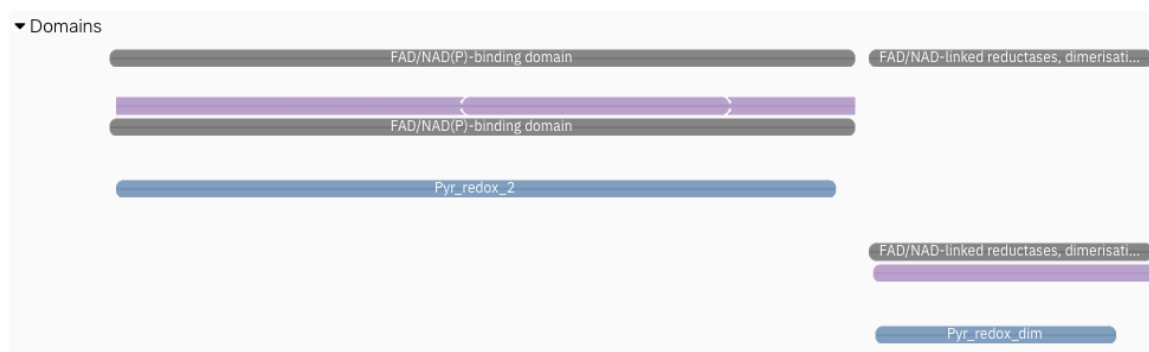 Domains
FAD/NAD(P)-binding domain FAD/NAD-linked reductases, dimerisati...
FAD/NAD(P)-binding domain
Pyr_redox_2
FAD/NAD-linked reductases, dimerisati...
Pyr_redox_dim